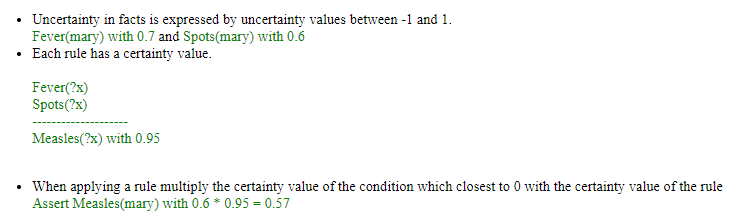 • Uncertainty in facts is expressed by uncertainty values between -1 and 1.
Fever(mary) with 0.7 and Spots(mary) with 0.6
• Each rule has a certainty value.
Fever(?x)
Spots(?x)
--------------------
Measles(?x) with 0.95
• When applying a rule multiply the certainty value of the condition which closest to 0 with the certainty value of the rule
Assert Measles(mary) with 0.6 * 0.95 = 0.57